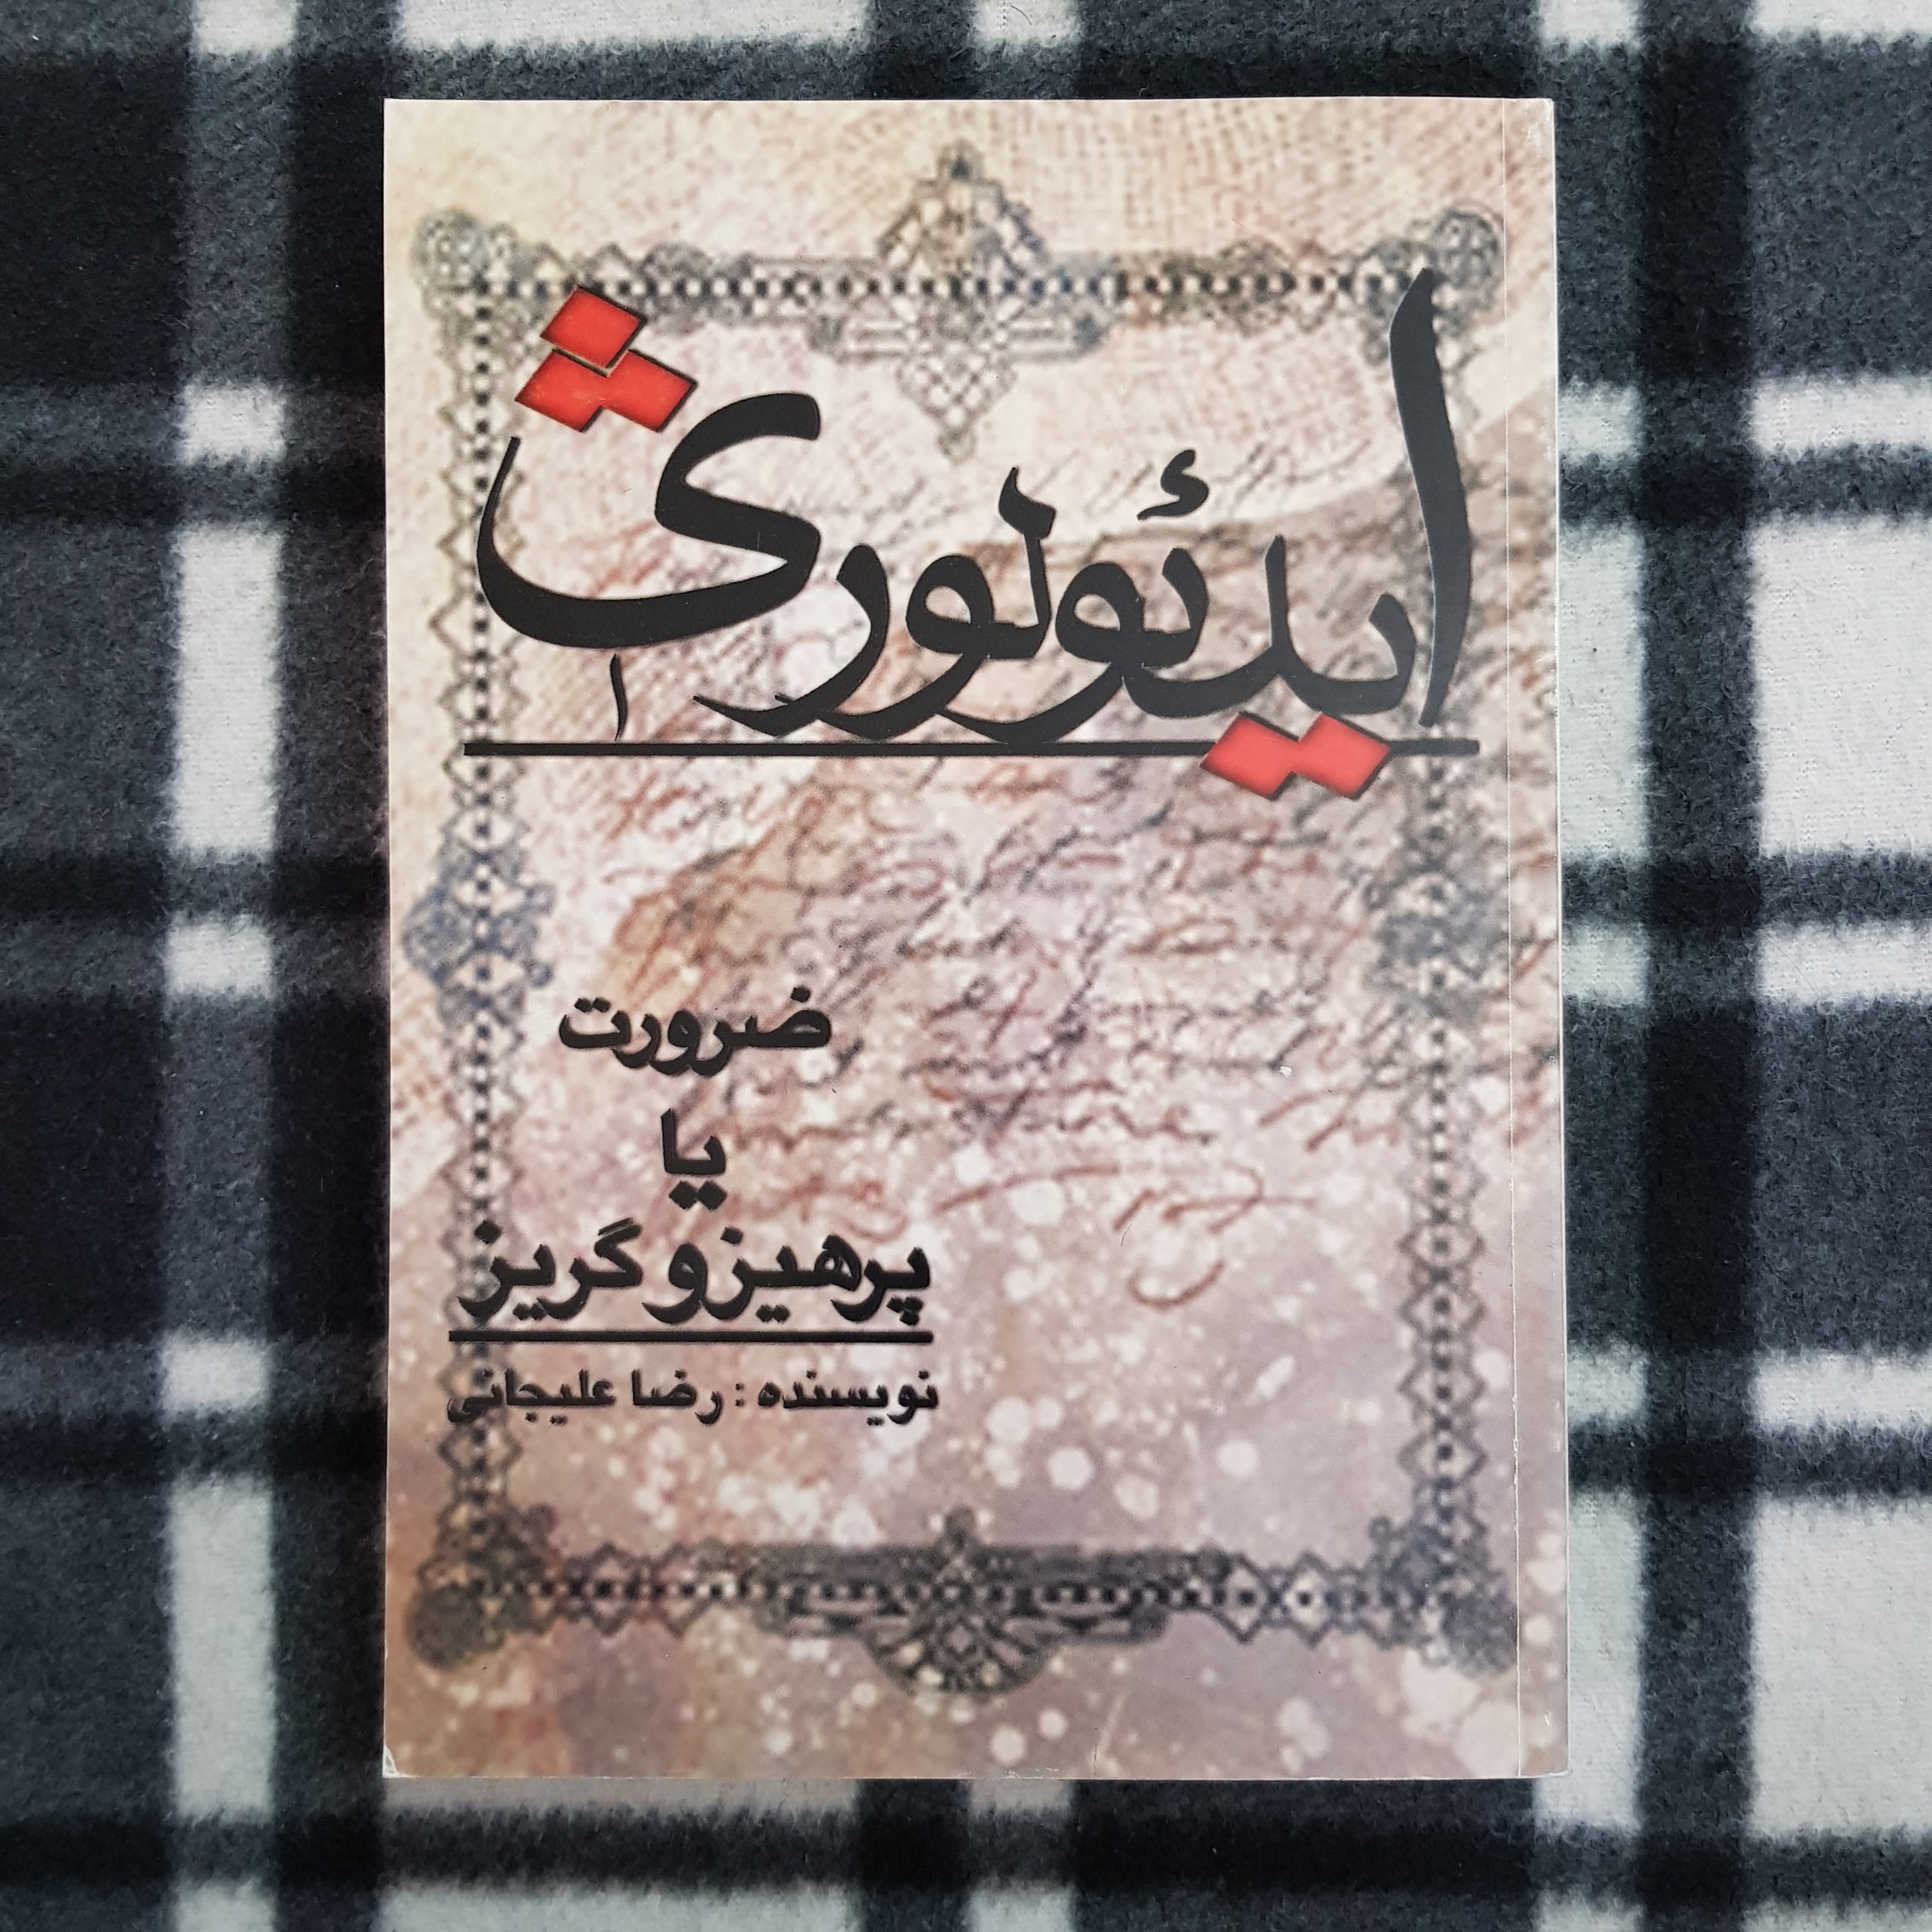 ایدئولوژی
ضرورت
یا
پرهیز و گریز
نویسنده : رضا علیجانی